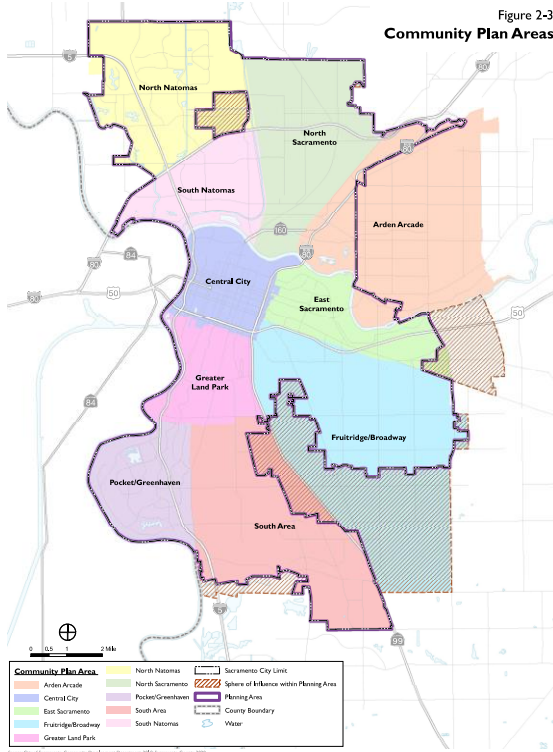 Figure 2-3
Community Plan Areas
5
80
North Natomas
North
Sacramento
80
South Natomas
Arden Arcade
160
84
80
80
Central City
50
80
East
Sacramento
50
Greater
Land Park
84
Fruitridge/Broadway
Pocket/Greenhaven
South Area
5
99
0 0.5 1 2 Mile
Community Plan Area
Arden Arcade
Central City
East Sacramento
Fruitridge/Broadway
Greater Land Park
North Natomas
North Sacramento
Pocket/Greenhaven
South Area
South Natomas
Sacramento City Limit
Sphere of Influence within Planning Area
Planning Area
County Boundary
Water